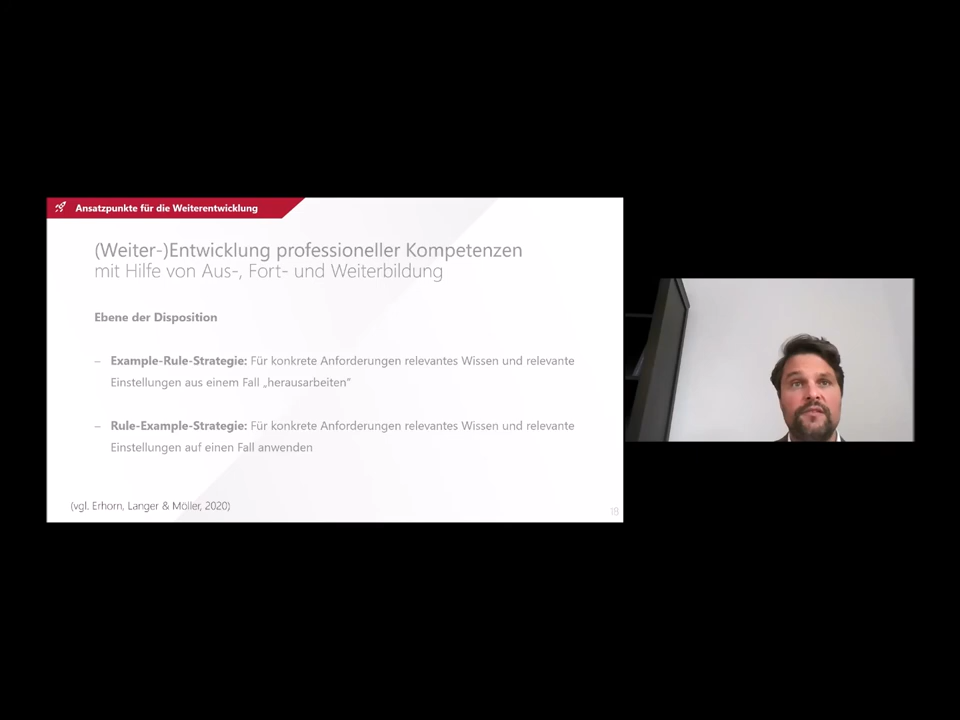 Ansatzpunkte für die Weiterentwicklung
(Weiter-)Entwicklung professioneller Kompetenzen
mit Hilfe von Aus-, Fort- und Weiterbildung
Ebene der Disposition
– Example-Rule-Strategie: Für konkrete Anforderungen relevantes Wissen und relevante
Einstellungen aus einem Fall „herausarbeiten“
– Rule-Example-Strategie: Für konkrete Anforderungen relevantes Wissen und relevante
Einstellungen auf einen Fall anwenden
(vgl. Erhorn, Langer & Möller, 2020)
18